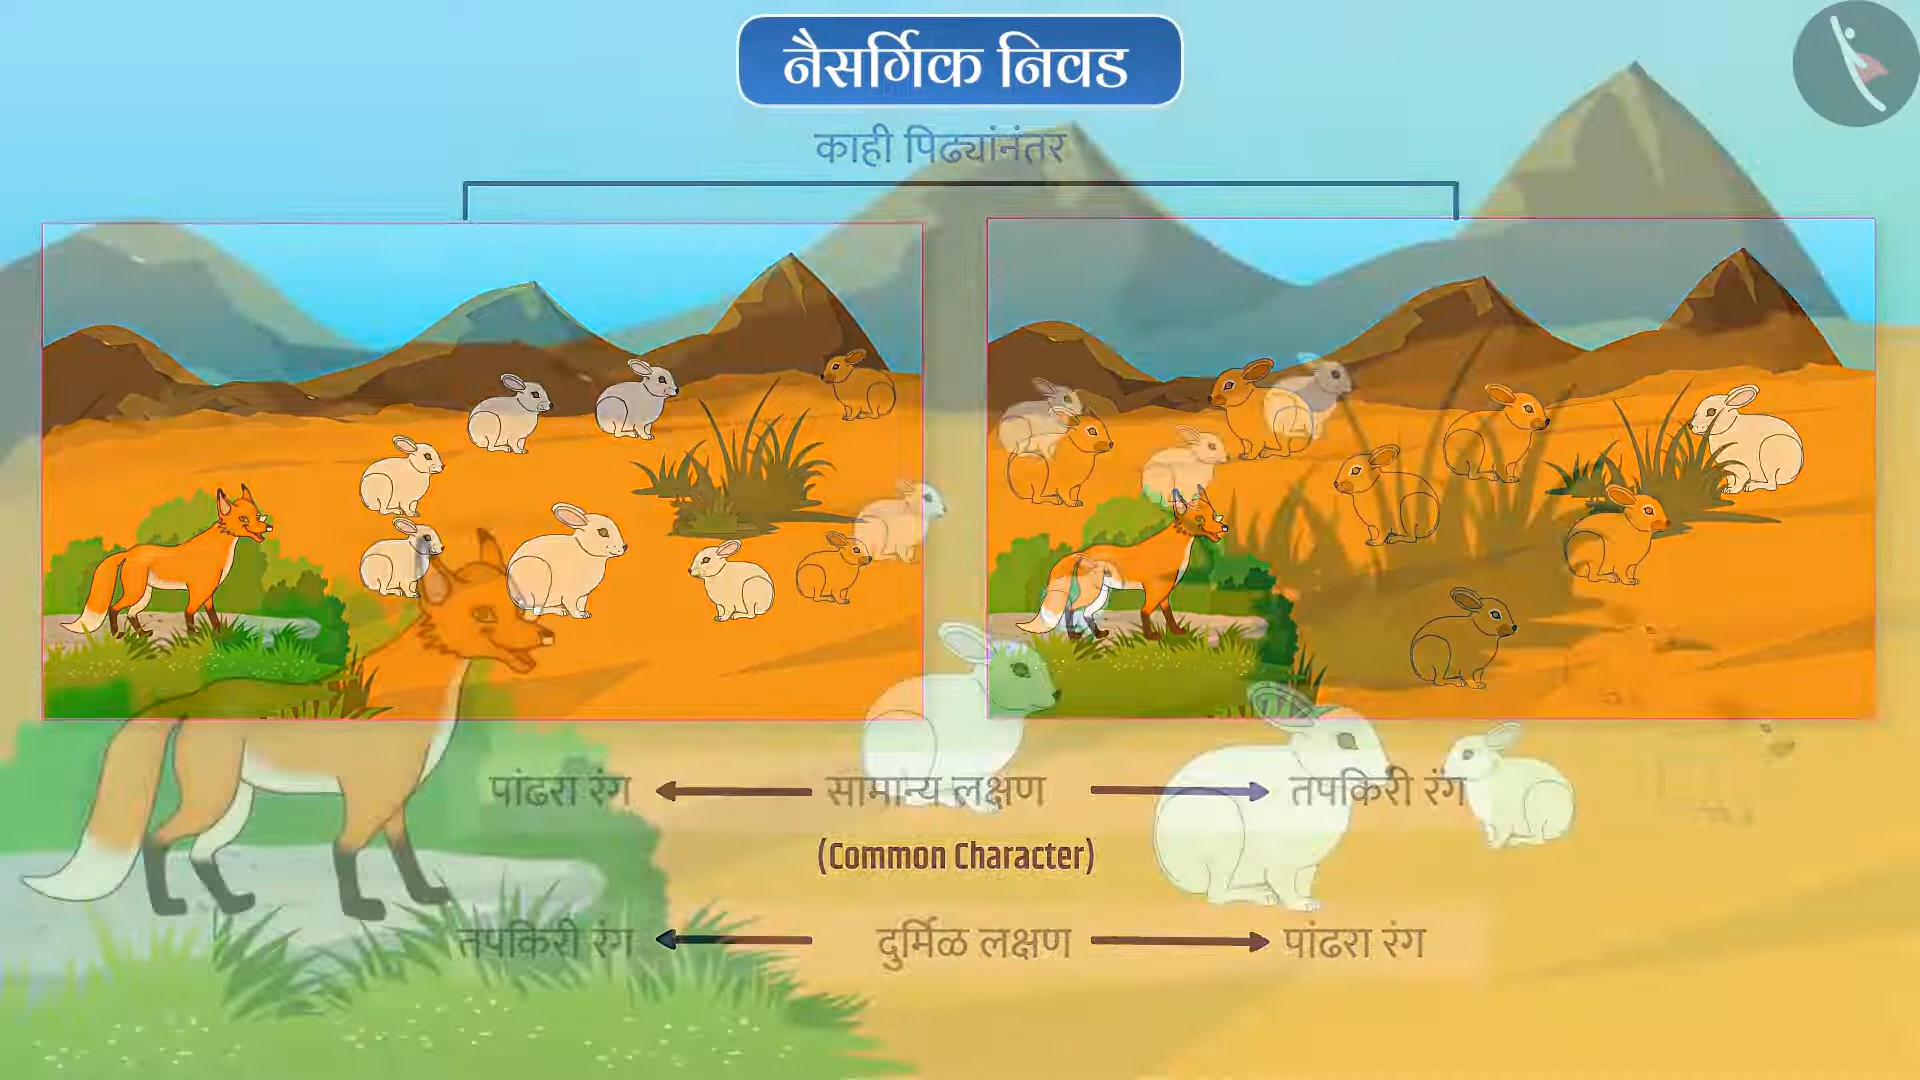 नैसर्गिक निवड
काही पिढ्यांनंतर
पांढरा रंग सामान्य लक्षण तपकिरी रंग
(Common Character)
तपकिरी रंग दुर्मिळ लक्षण पांढरा रंग